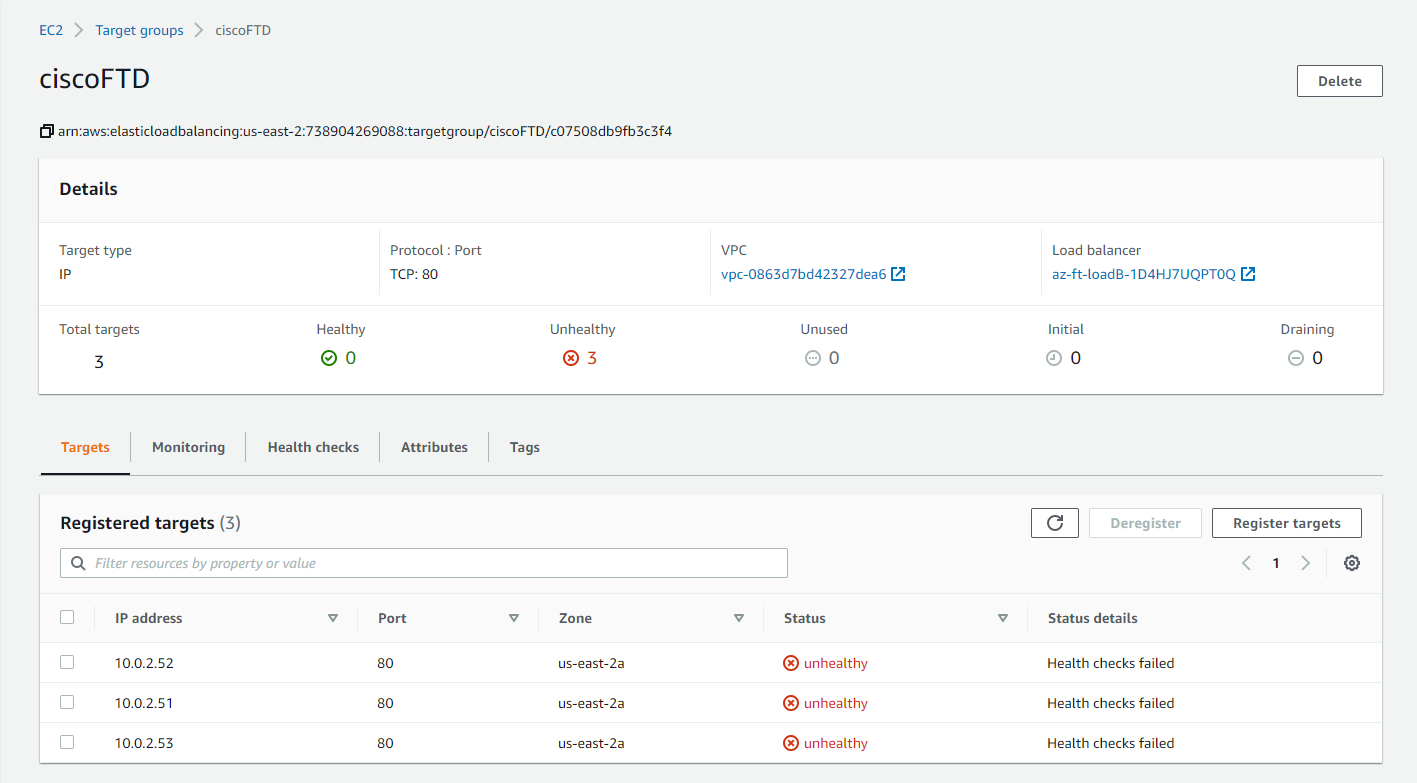 EC2 Target groups ciscoFTD
ciscoFTD
Delete
arn:aws:elasticloadbalancing:us-east-2:738904269088:targetgroup/ciscoFTD/c07508db9fb3c3f4
Details
Target type Protocol : Port VPC Load balancer
IP TCP: 80 vpc-0863d7bd42327dea6 az-ft-loadB-1D4HJ7UQPT0Q
Total targets Healthy Unhealthy Unused Initial Draining
3 0 3 0 0 0
Targets Monitoring Health checks Attributes Tags
Registered targets (3) Deregister Register targets
Filter resources by property or value 1
IP address Port Zone Status Status details
10.0.2.52 80 us-east-2a unhealthy Health checks failed
10.0.2.51 80 us-east-2a unhealthy Health checks failed
10.0.2.53 80 us-east-2a unhealthy Health checks failed